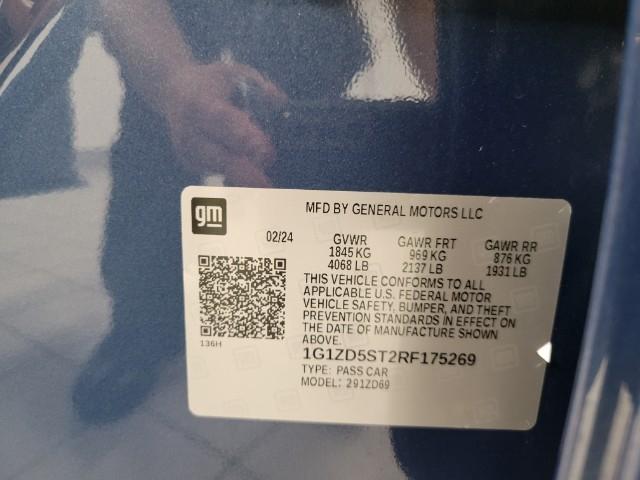 gm
MFD BY GENERAL MOTORS LLC
02/24 GVWR GAWR FRT GAWR RR
1845 KG 969 KG 876 KG
4068 LB 2137 LB 1931 LB
THIS VEHICLE CONFORMS TO ALL
APPLICABLE U.S. FEDERAL MOTOR
VEHICLE SAFETY, BUMPER, AND THEFT
PREVENTION STANDARDS IN EFFECT ON
THE DATE OF MANUFACTURE SHOWN
ABOVE.
136H
1G1ZD5ST2RF175269
TYPE: PASS CAR
MODEL: 291ZD69